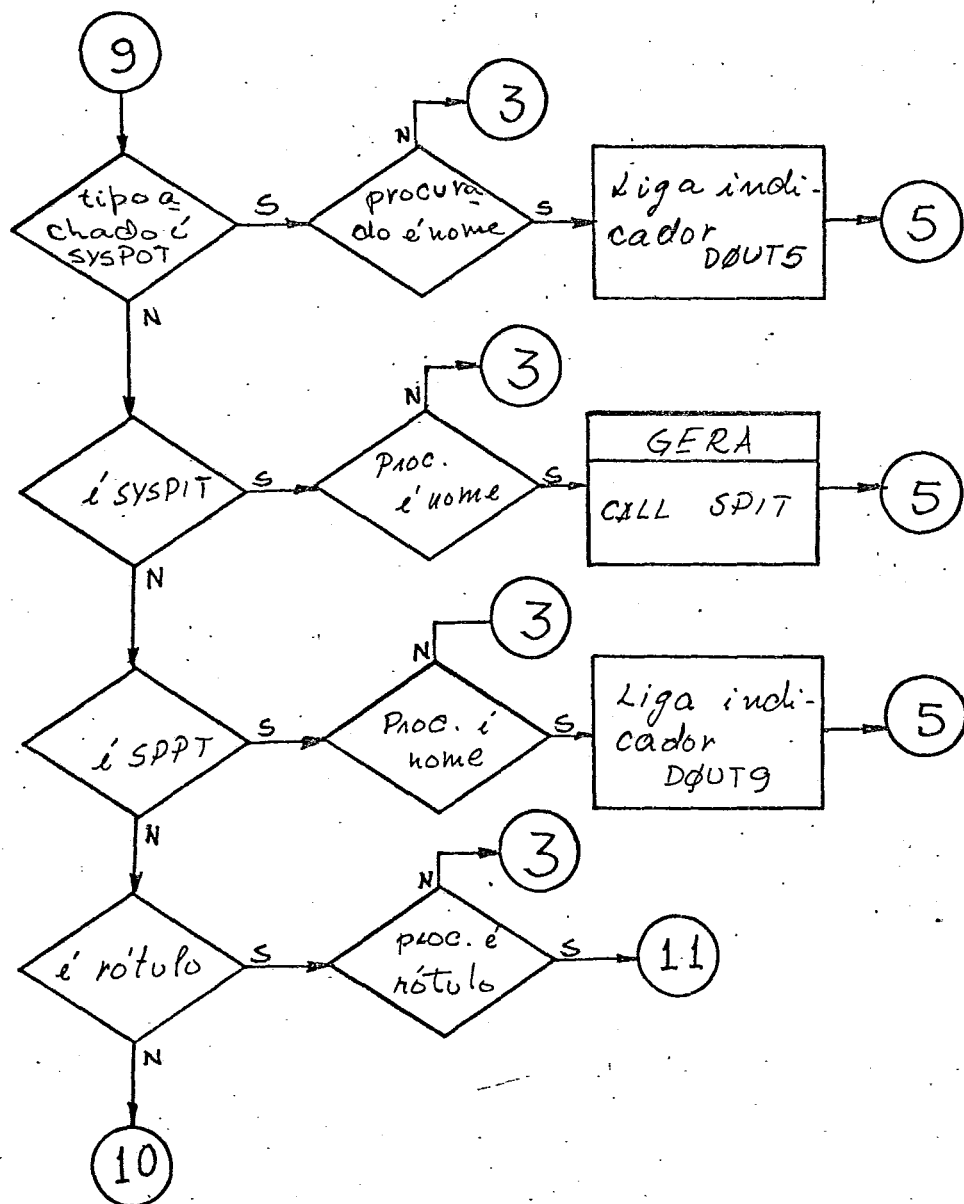 9
3
N
tipo a
chado é
SYSPOT
S
procura
do é nome
S
Liga indi-
cador
DØUT5
5
N
3
N
é SYSPIT
S
Proc.
é nome
S
GERA
CALL SPIT
5
N
3
N
é SPPT
S
Proc. é
nome
S
Liga indi-
cador
DØUT9
5
N
3
N
é rótulo
S
proc. é
rótulo
S
11
N
10